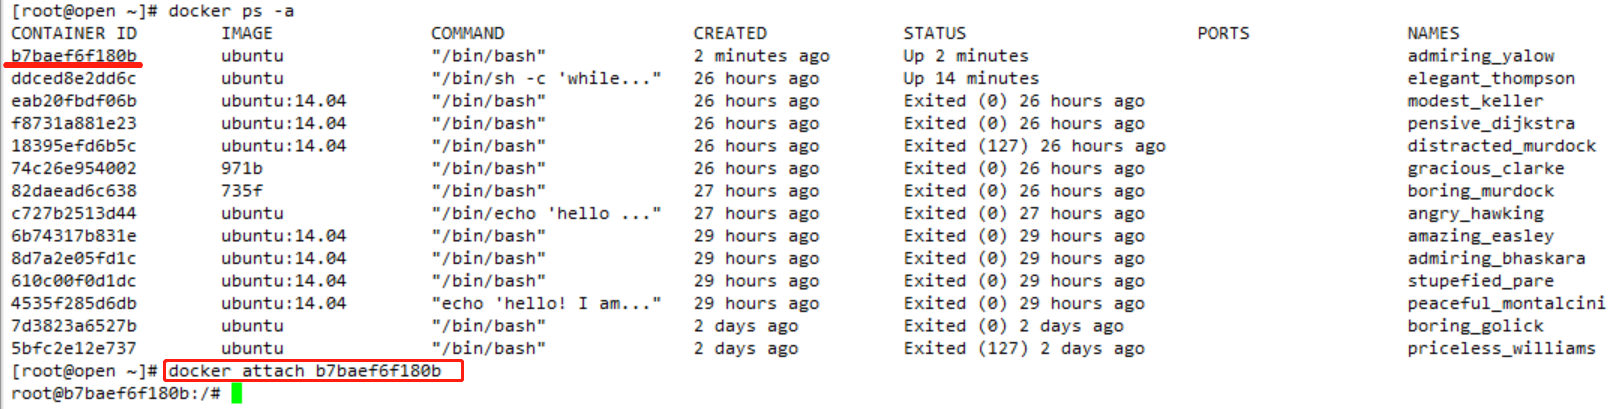 [root@open ~]# docker ps -a
CONTAINER ID        IMAGE               COMMAND                  CREATED             STATUS                      PORTS               NAMES
b7baef6f180b        ubuntu              "/bin/bash"              2 minutes ago       Up 2 minutes                                    admiring_yalow
ddced8e2dd6c        ubuntu              "/bin/sh -c 'while..."   26 hours ago        Up 14 minutes                                   elegant_thompson
eab20fbdf06b        ubuntu:14.04        "/bin/bash"              26 hours ago        Exited (0) 26 hours ago                         modest_keller
f8731a881e23        ubuntu:14.04        "/bin/bash"              26 hours ago        Exited (0) 26 hours ago                         pensive_dijkstra
18395efd6b5c        ubuntu:14.04        "/bin/bash"              26 hours ago        Exited (127) 26 hours ago                       distracted_murdock
74c26e954002        971b                "/bin/bash"              26 hours ago        Exited (0) 26 hours ago                         gracious_clarke
82daead6c638        735f                "/bin/bash"              27 hours ago        Exited (0) 26 hours ago                         boring_murdock
c727b2513d44        ubuntu              "/bin/echo 'hello ..."   27 hours ago        Exited (0) 27 hours ago                         angry_hawking
6b74317b831e        ubuntu:14.04        "/bin/bash"              29 hours ago        Exited (0) 29 hours ago                         amazing_easley
8d7a2e05fd1c        ubuntu:14.04        "/bin/bash"              29 hours ago        Exited (0) 29 hours ago                         admiring_bhaskara
610c00f0d1dc        ubuntu:14.04        "/bin/bash"              29 hours ago        Exited (0) 29 hours ago                         stupefied_pare
4535f285d6db        ubuntu:14.04        "echo 'hello! I am..."   29 hours ago        Exited (0) 29 hours ago                         peaceful_montalcini
7d3823a6527b        ubuntu              "/bin/bash"              2 days ago          Exited (0) 2 days ago                           boring_golick
5bfc2e12e737        ubuntu              "/bin/bash"              2 days ago          Exited (127) 2 days ago                         priceless_williams
[root@open ~]# docker attach b7baef6f180b
root@b7baef6f180b:/#